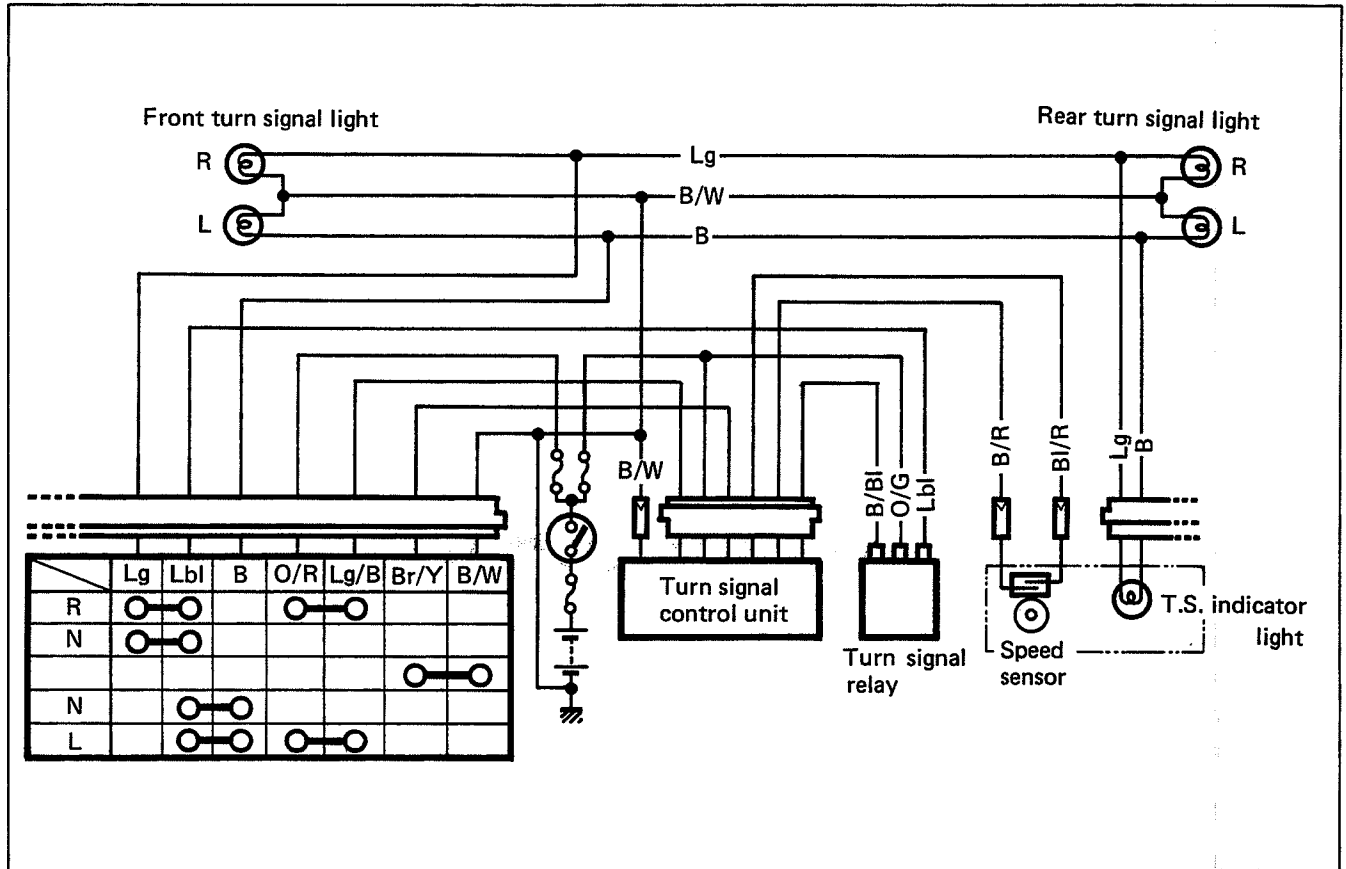 Front turn signal light
Rear turn signal light
R
Lg
R
B/W
L
B
L
B/W
B/Bl
O/G
Lbl
B/R
Bl/R
Lg
B
Lg Lbl B O/R Lg/B Br/Y B/W
R
N
N
L
Turn signal
control unit
Turn signal
relay
Speed
sensor
T.S. indicator
light